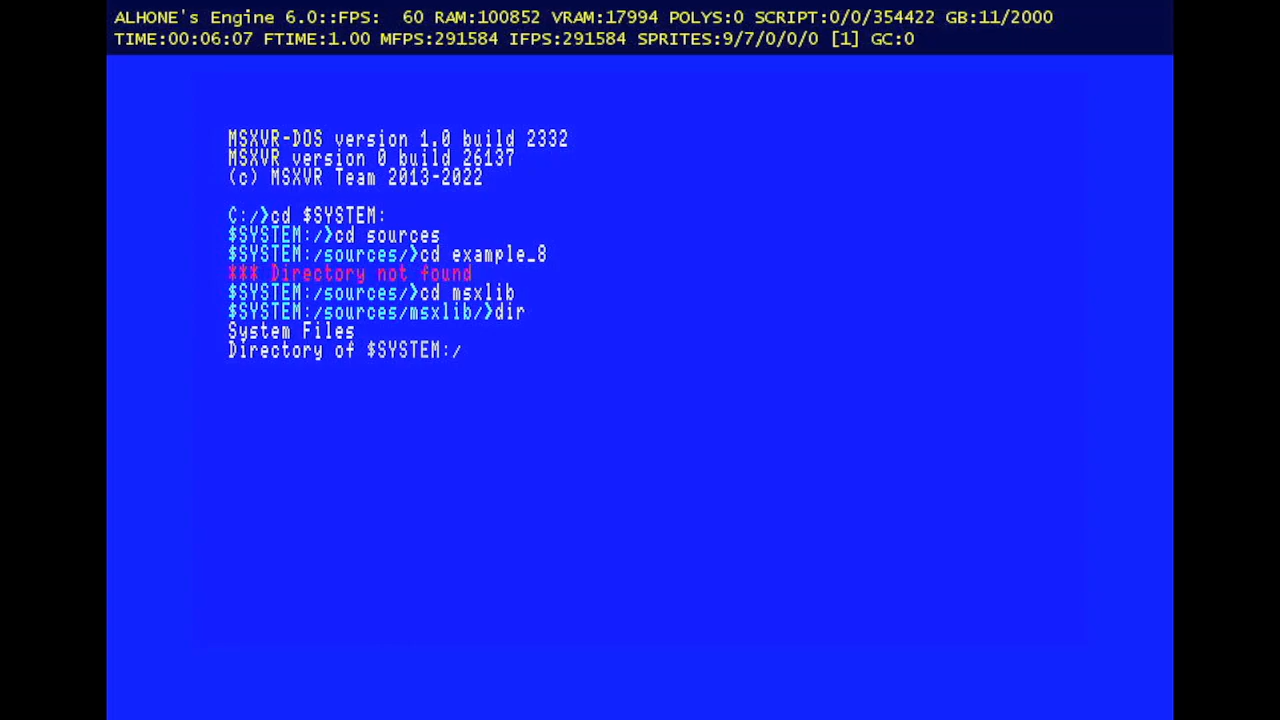 ALHONE's Engine 6.0::FPS:  60 RAM:100852 VRAM:17994 POLYS:0 SCRIPT:0/0/354422 GB:11/2000
TIME:00:06:07 FTIME:1.00 MFPS:291584 IFPS:291584 SPRITES:9/7/0/0/0 [1] GC:0
MSXVR-DOS version 1.0 build 2332
MSXVR version 0 build 26137
(c) MSXVR Team 2013-2022
C:/>cd $SYSTEM:
$SYSTEM:/>cd sources
$SYSTEM:/sources/>cd example_8
*** Directory not found
$SYSTEM:/sources/>cd msxlib
$SYSTEM:/sources/msxlib/>dir
System Files
Directory of $SYSTEM:/